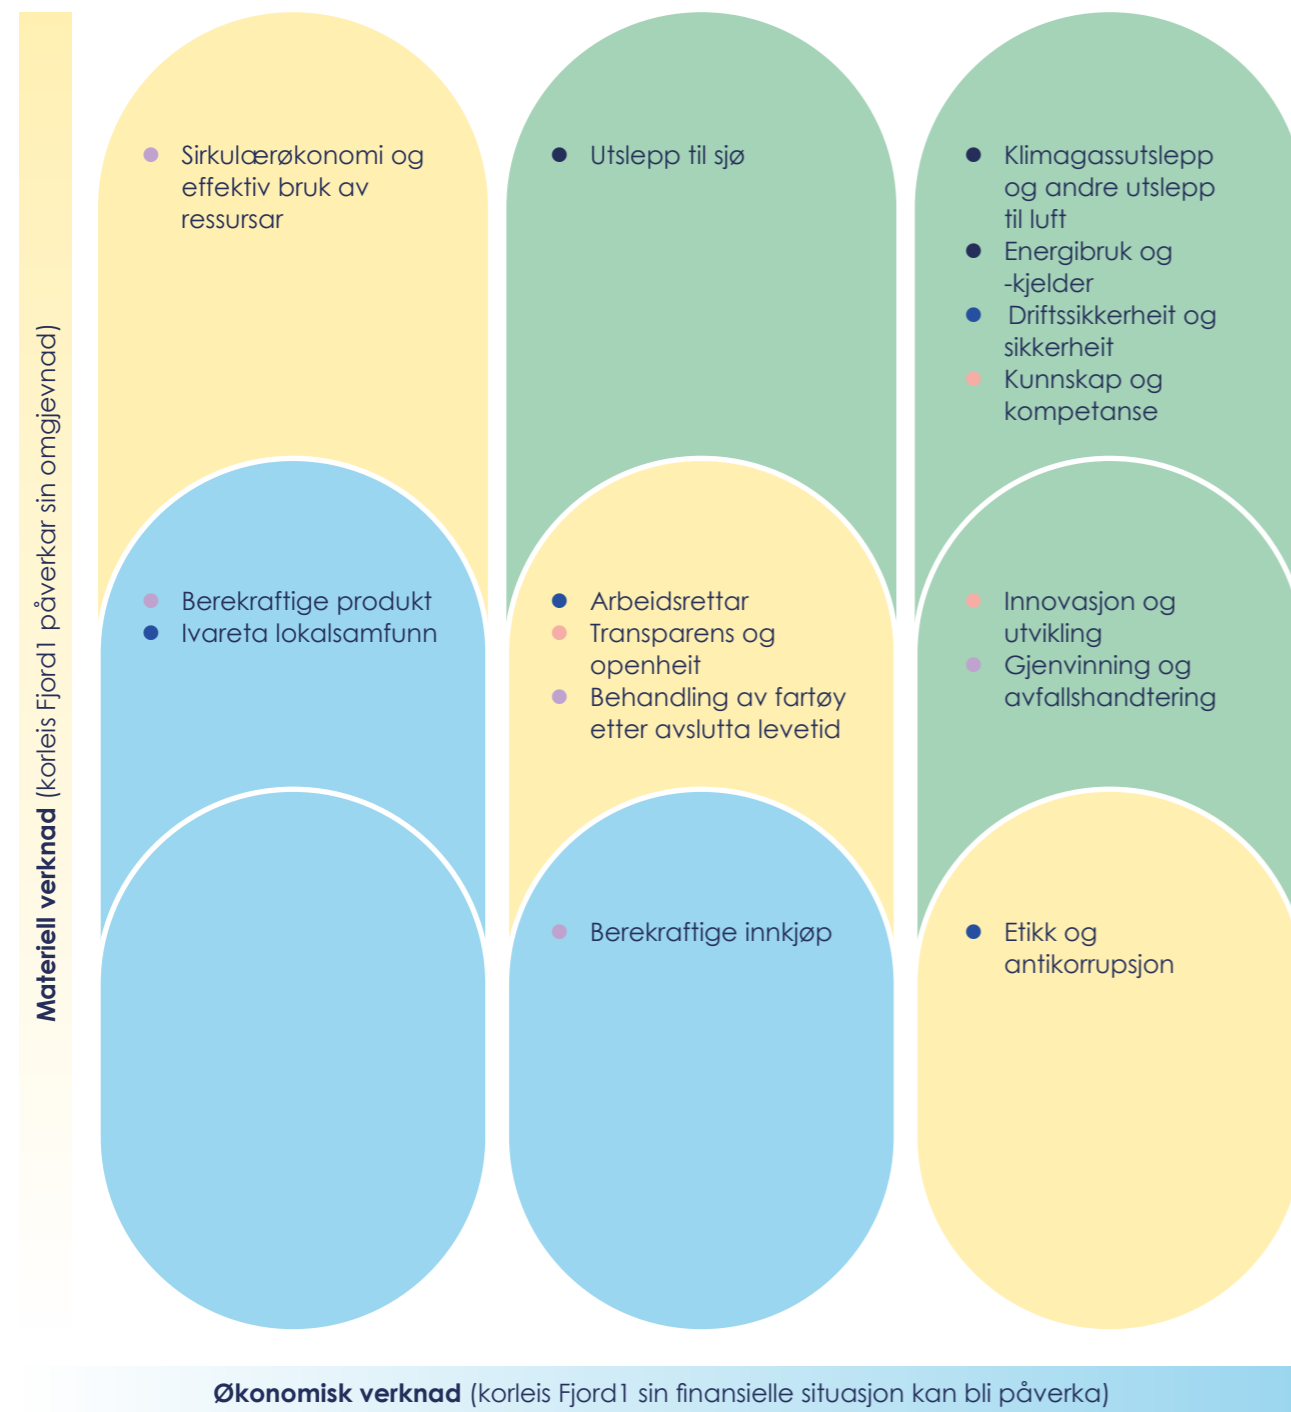 Materiell verknad (korleis Fjord1 påverkar sin omgjevnad)
Sirkulærøkonomi og
effektiv bruk av
ressursar
Utslepp til sjø
Klimagassutslepp
og andre utslepp
til luft
Energibruk og
-kjelder
Driftssikkerheit og
sikkerheit
Kunnskap og
kompetanse
Berekraftige produkt
Ivareta lokalsamfunn
Arbeidsrettar
Transparens og
openheit
Behandling av fartøy
etter avslutta levetid
Innovasjon og
utvikling
Gjenvinning og
avfallshandtering
Berekraftige innkjøp
Etikk og
antikorrupsjon
Økonomisk verknad (korleis Fjord1 sin finansielle situasjon kan bli påverka)